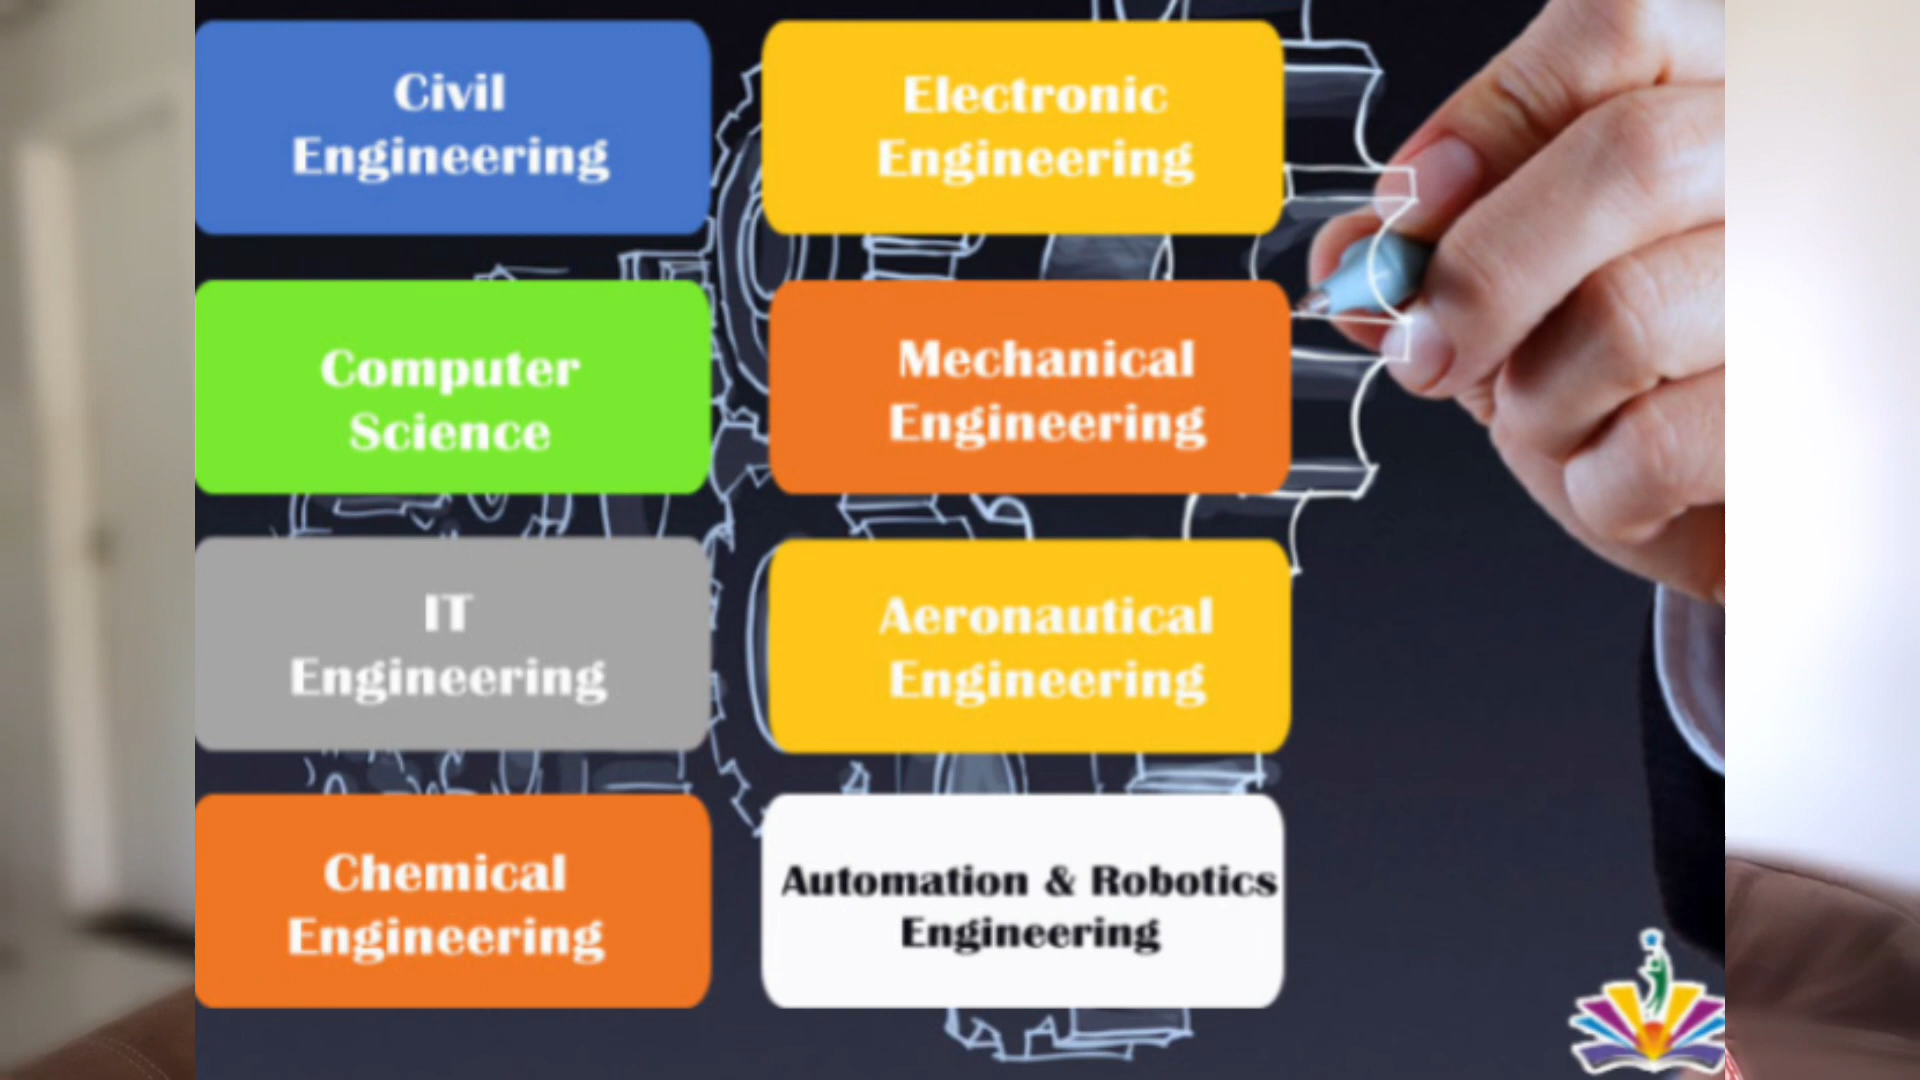 Civil
Engineering
Electronic
Engineering
Computer
Science
Mechanical
Engineering
IT
Engineering
Aeronautical
Engineering
Chemical
Engineering
Automation & Robotics
Engineering